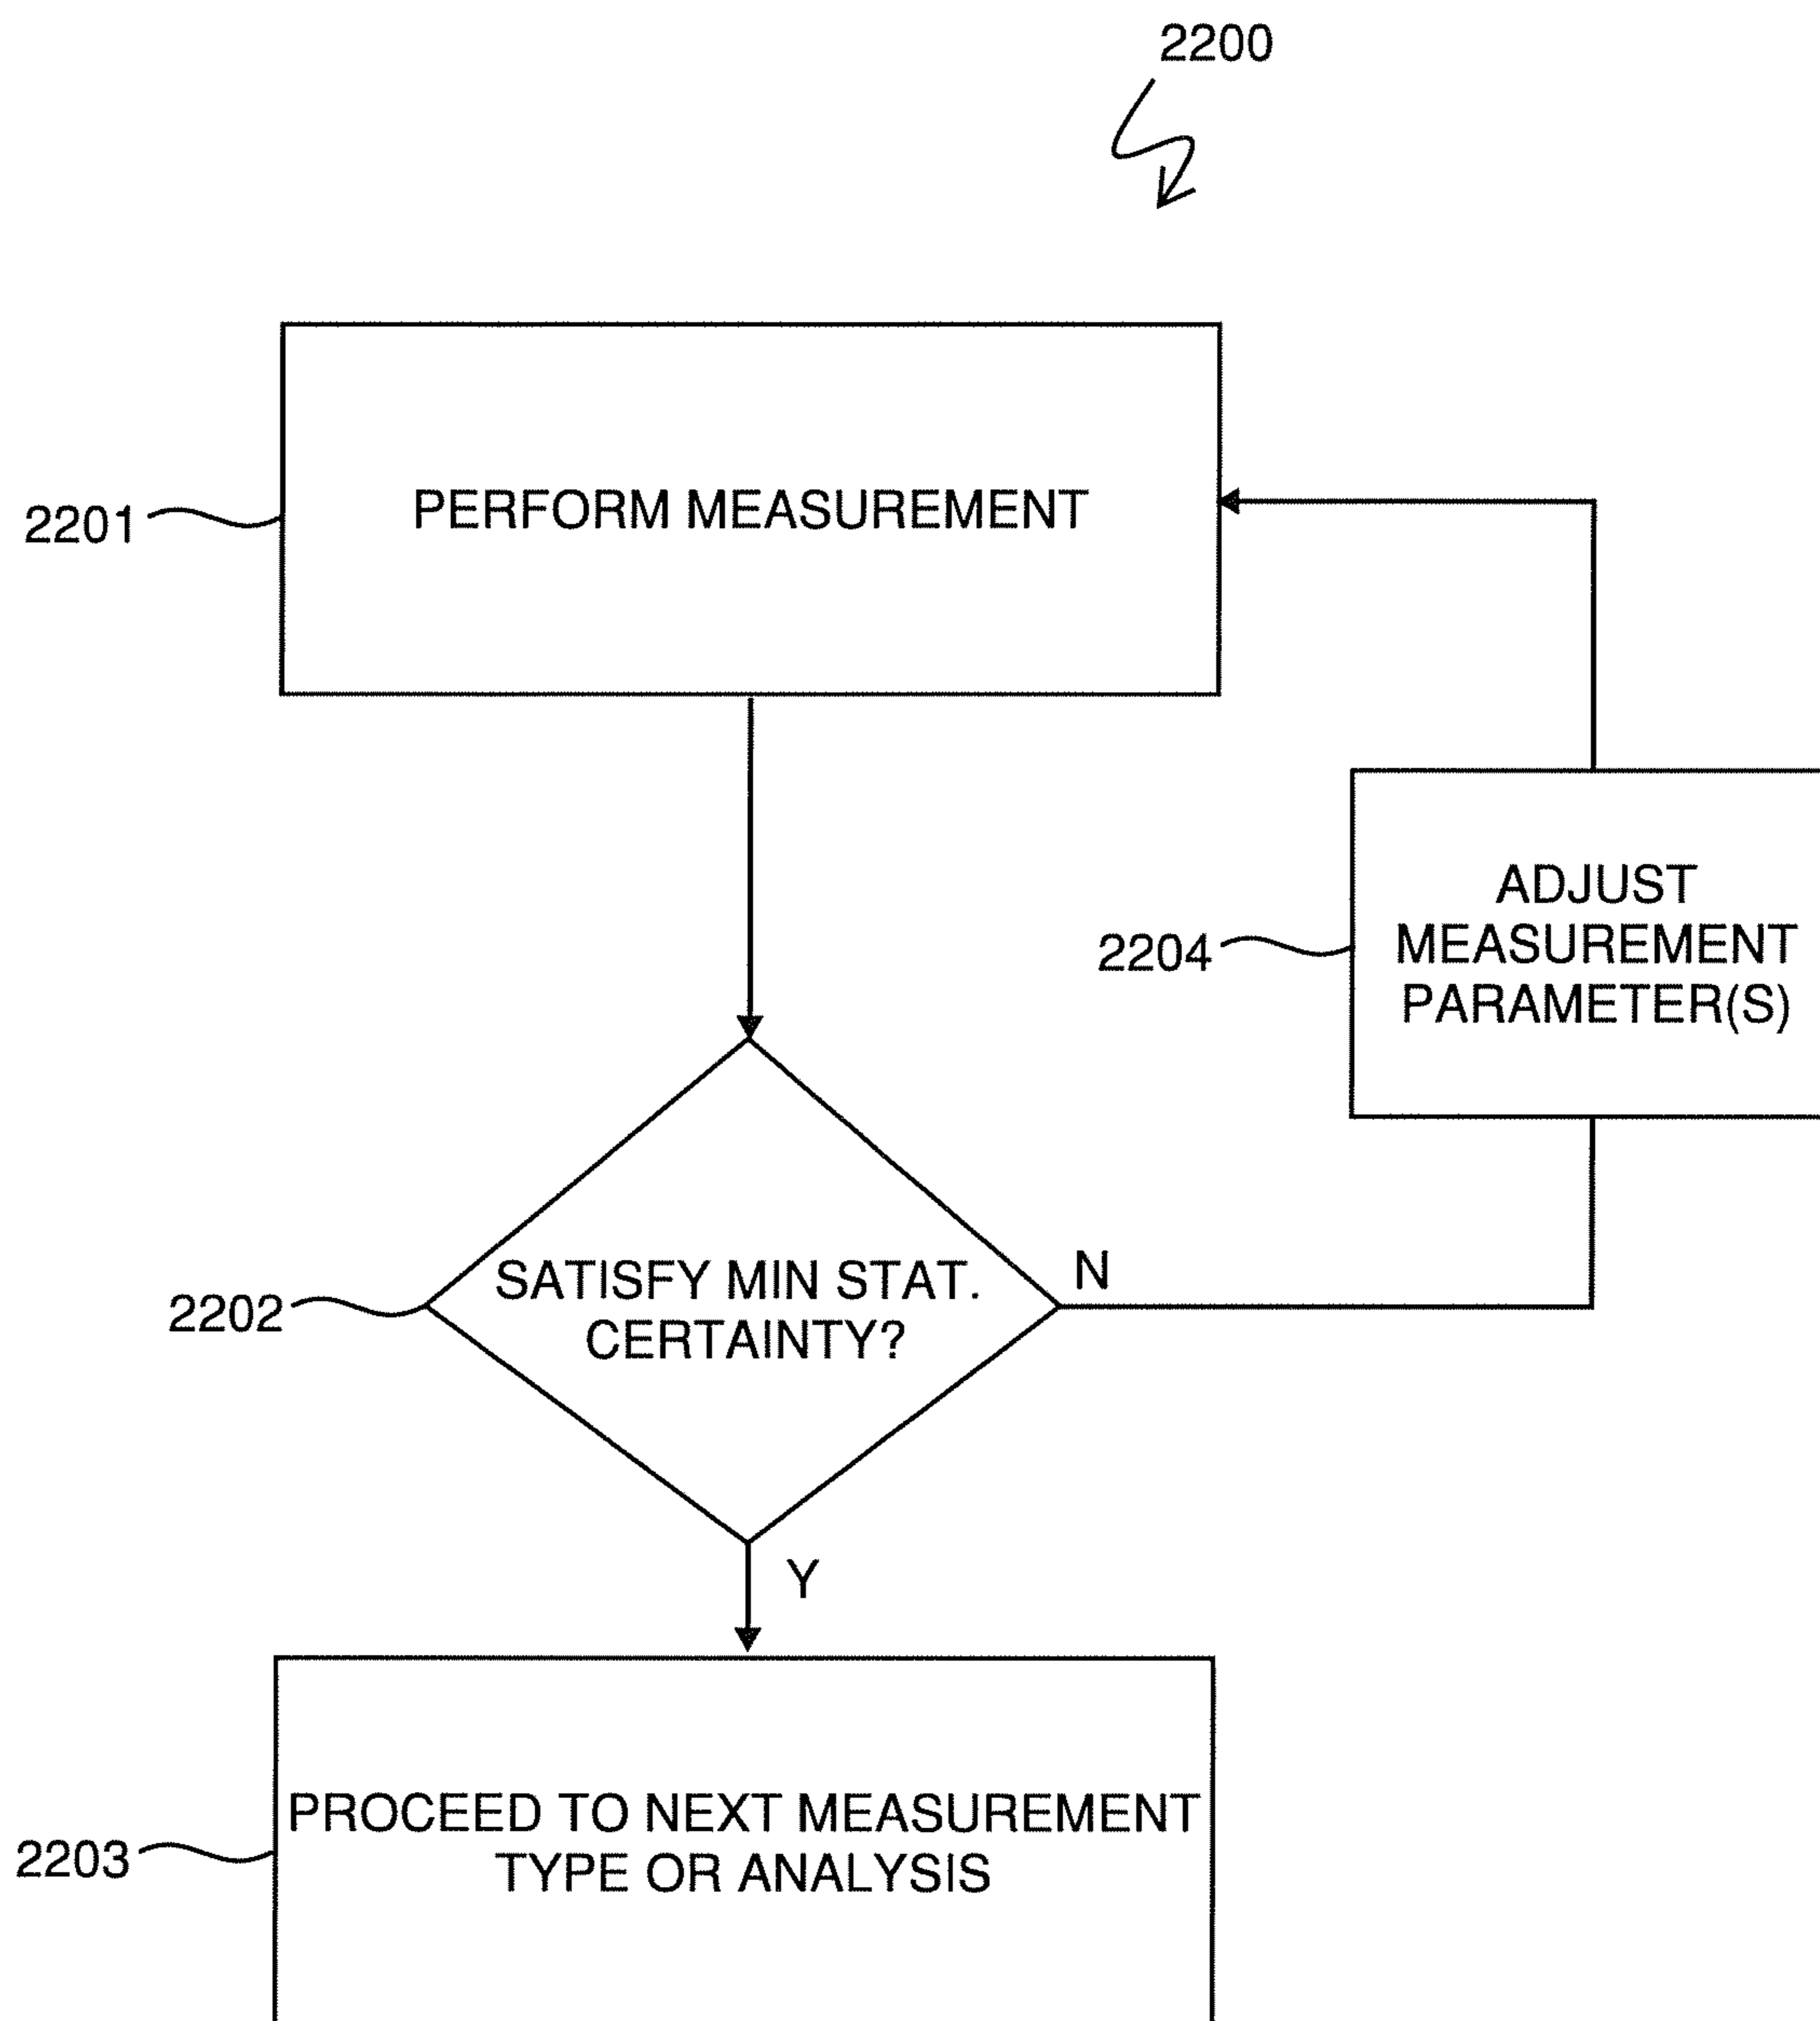 2200
2201
PERFORM MEASUREMENT
2204
ADJUST
MEASUREMENT
PARAMETER(S)
2202
SATISFY MIN STAT.
CERTAINTY?
N
Y
2203
PROCEED TO NEXT MEASUREMENT
TYPE OR ANALYSIS